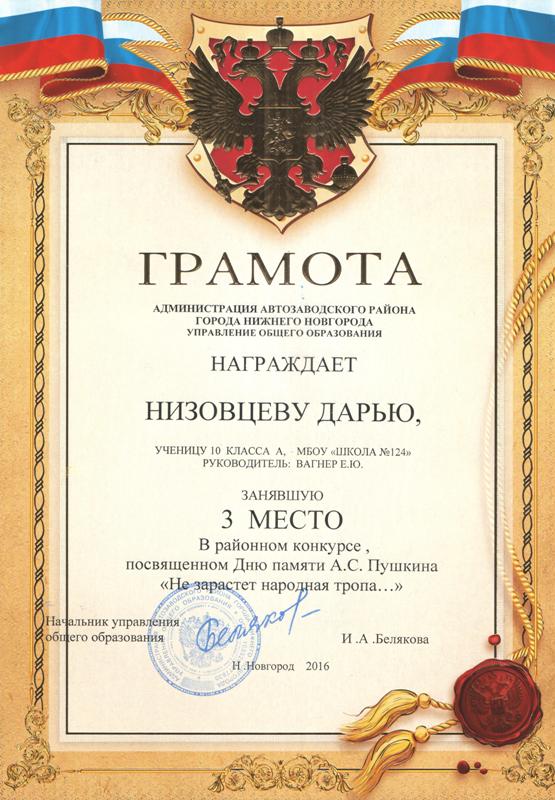 ГРАМОТА
АДМИНИСТРАЦИЯ АВТОЗАВОДСКОГО РАЙОНА
ГОРОДА НИЖНЕГО НОВГОРОДА
УПРАВЛЕНИЕ ОБЩЕГО ОБРАЗОВАНИЯ
НАГРАЖДАЕТ
НИЗОВЦЕВУ ДАРЬЮ,
УЧЕНИЦУ 10 КЛАССА А, МБОУ «ШКОЛА №124»
РУКОВОДИТЕЛЬ: ВАГНЕР Е.Ю.
ЗАНЯВШУЮ
3 МЕСТО
В районном конкурсе ,
посвященном Дню памяти А.С. Пушкина
«Не зарастет народная тропа…»
Начальник управления
общего образования И .А .Белякова
Н.Новгород 2016